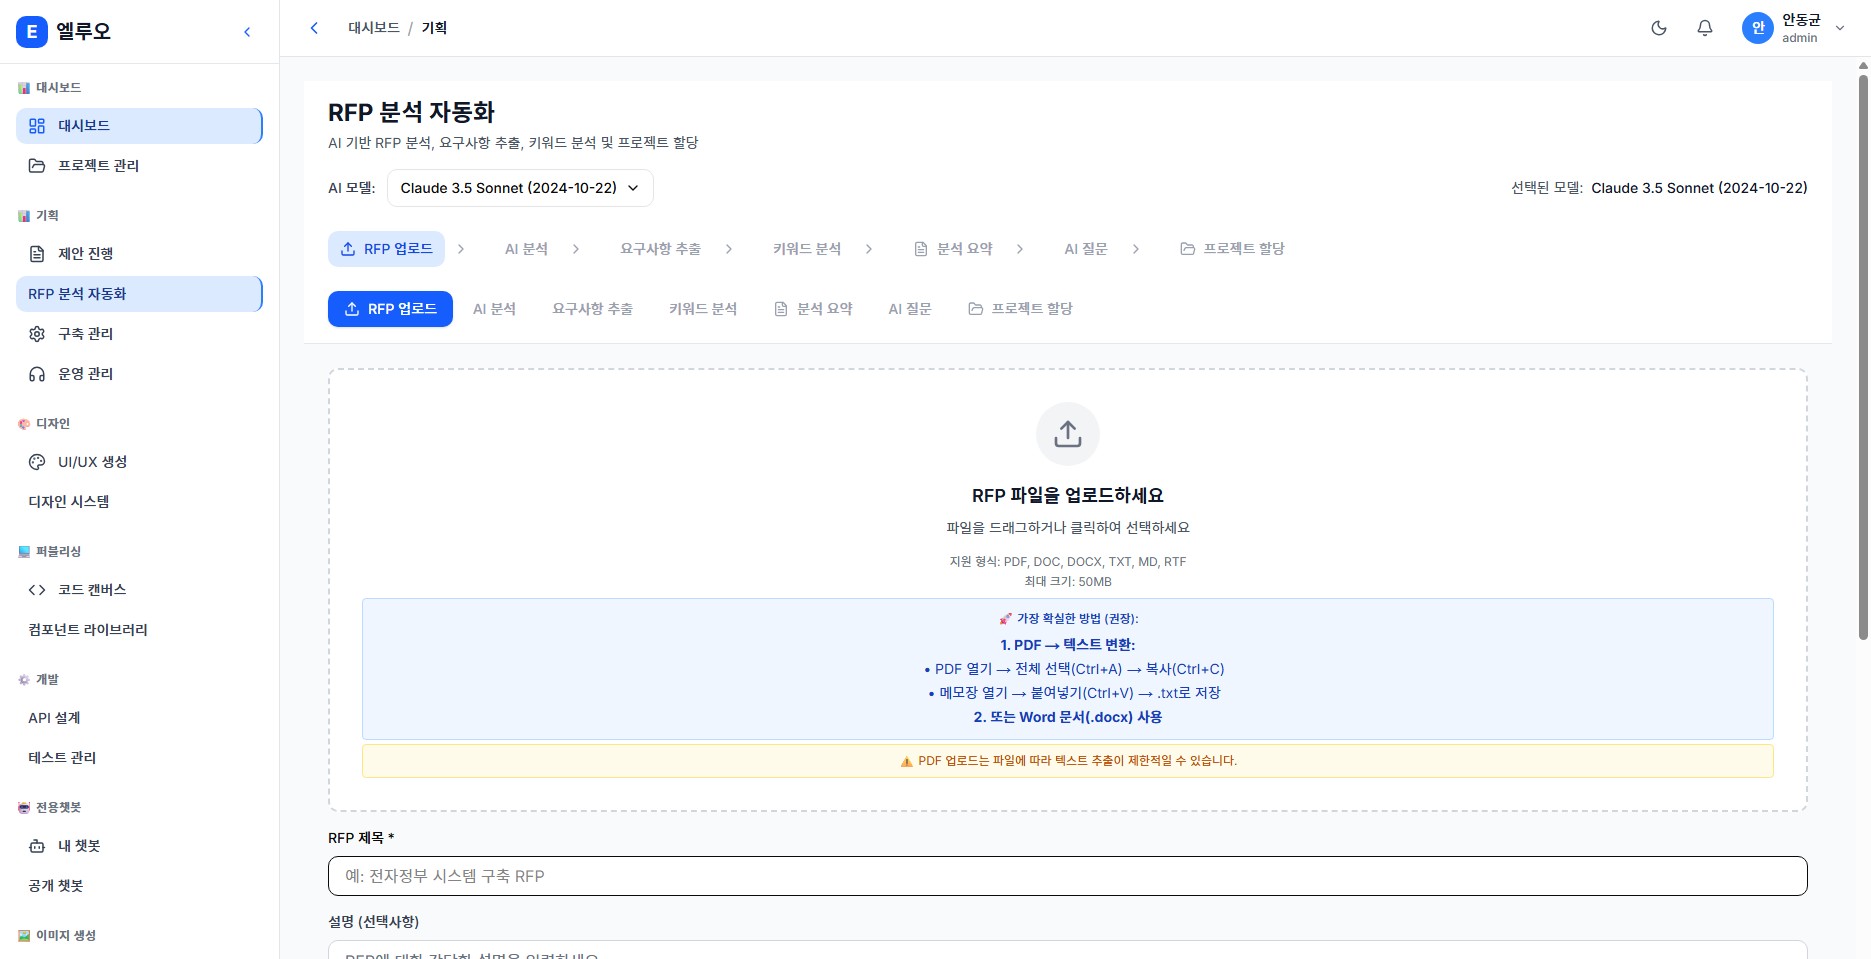 E 엘루오
대시보드
대시보드
프로젝트 관리
기획
제안 진행
RFP 분석 자동화
구축 관리
운영 관리
디자인
UI/UX 생성
디자인 시스템
퍼블리싱
코드 캔버스
컴포넌트 라이브러리
개발
API 설계
테스트 관리
전용챗봇
내 챗봇
공개 챗봇
이미지 생성
대시보드 / 기획
안 안동균
admin
RFP 분석 자동화
AI 기반 RFP 분석, 요구사항 추출, 키워드 분석 및 프로젝트 할당
AI 모델: Claude 3.5 Sonnet (2024-10-22)
선택된 모델: Claude 3.5 Sonnet (2024-10-22)
RFP 업로드 AI 분석 요구사항 추출 키워드 분석 분석 요약 AI 질문 프로젝트 할당
RFP 업로드 AI 분석 요구사항 추출 키워드 분석 분석 요약 AI 질문 프로젝트 할당
RFP 파일을 업로드하세요
파일을 드래그하거나 클릭하여 선택하세요
지원 형식: PDF, DOC, DOCX, TXT, MD, RTF
최대 크기: 50MB
🚀 가장 확실한 방법 (권장):
1. PDF → 텍스트 변환:
• PDF 열기 → 전체 선택(Ctrl+A) → 복사(Ctrl+C)
• 메모장 열기 → 붙여넣기(Ctrl+V) → .txt로 저장
2. 또는 Word 문서(.docx) 사용
⚠️ PDF 업로드는 파일에 따라 텍스트 추출이 제한적일 수 있습니다.
RFP 제목 *
예: 전자정부 시스템 구축 RFP
설명 (선택사항)
RFP에 대한 간단한 설명을 입력하세요